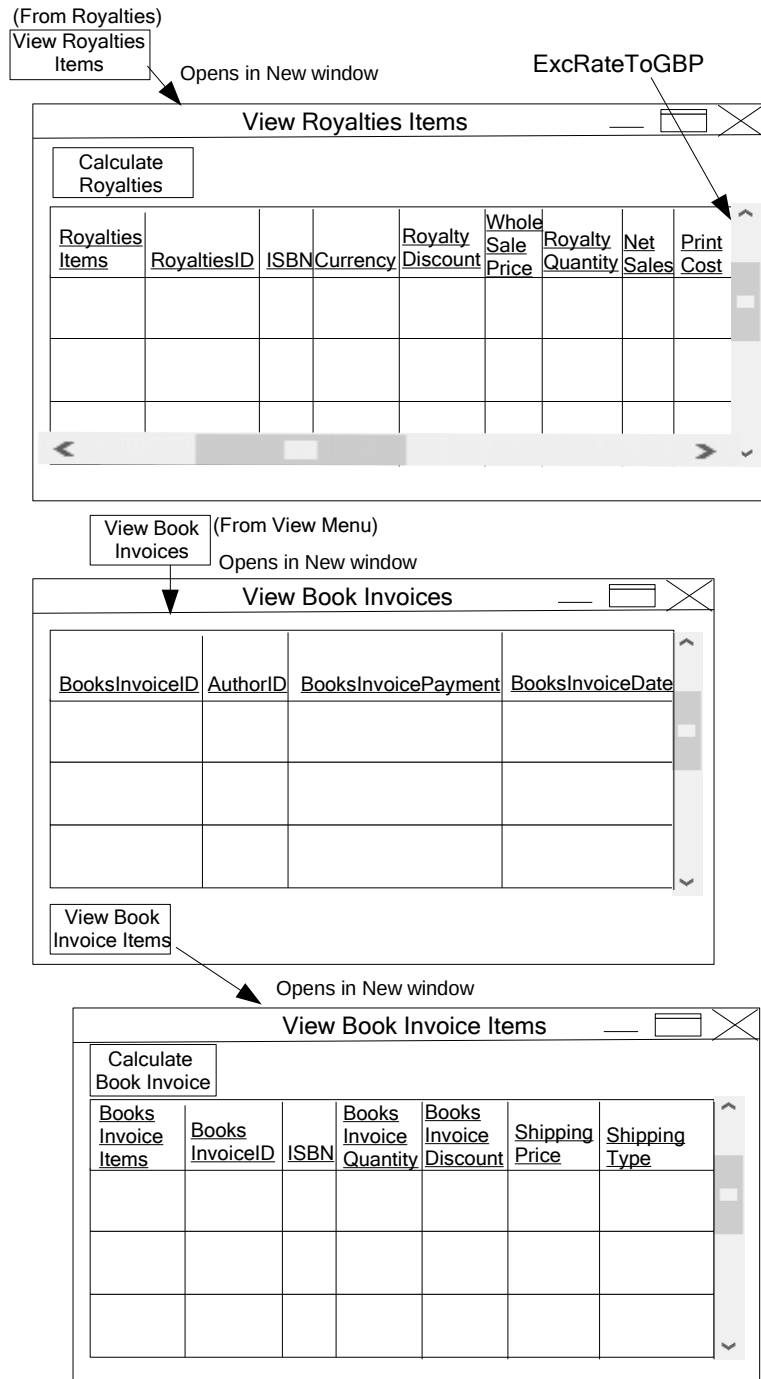 (From Royalties)
View Royalties
Items
Opens in New window
ExcRateToGBP
View Royalties Items
Calculate
Royalties
Royalties
Items
RoyaltiesID
ISBN
Currency
Royalty
Discount
Whole
Sale
Price
Royalty
Quantity
Net
Sales
Print
Cost
View Book
Invoices
(From View Menu)
Opens in New window
View Book Invoices
BooksInvoiceID
AuthorID
BooksInvoicePayment
BooksInvoiceDate
View Book
Invoice Items
Opens in New window
View Book Invoice Items
Calculate
Book Invoice
Books
Invoice
Items
Books
InvoiceID
ISBN
Books
Invoice
Quantity
Books
Invoice
Discount
Shipping
Price
Shipping
Type